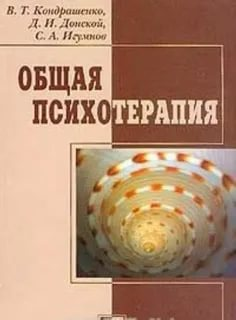 В. Т. Кондрашенко,
Д. И. Донской,
С. А. Игумнов
ОБЩАЯ
ПСИХОТЕРАПИЯ